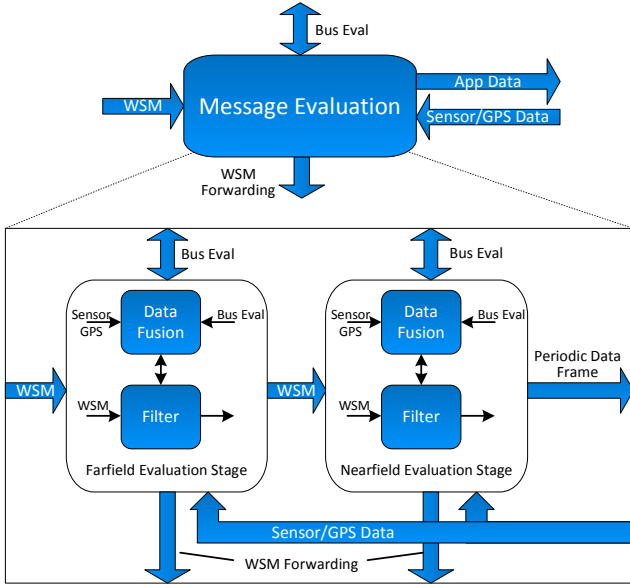 Bus Eval
WSM
Message Evaluation
App Data
Sensor/GPS Data
WSM
Forwarding
Bus Eval
Bus Eval
Sensor
GPS
Data
Fusion
Bus Eval
Sensor
GPS
Data
Fusion
Bus Eval
Periodic Data
Frame
WSM
WSM
Filter
WSM
WSM
Filter
Farfield Evaluation Stage
Nearfield Evaluation Stage
Sensor/GPS Data
WSM Forwarding